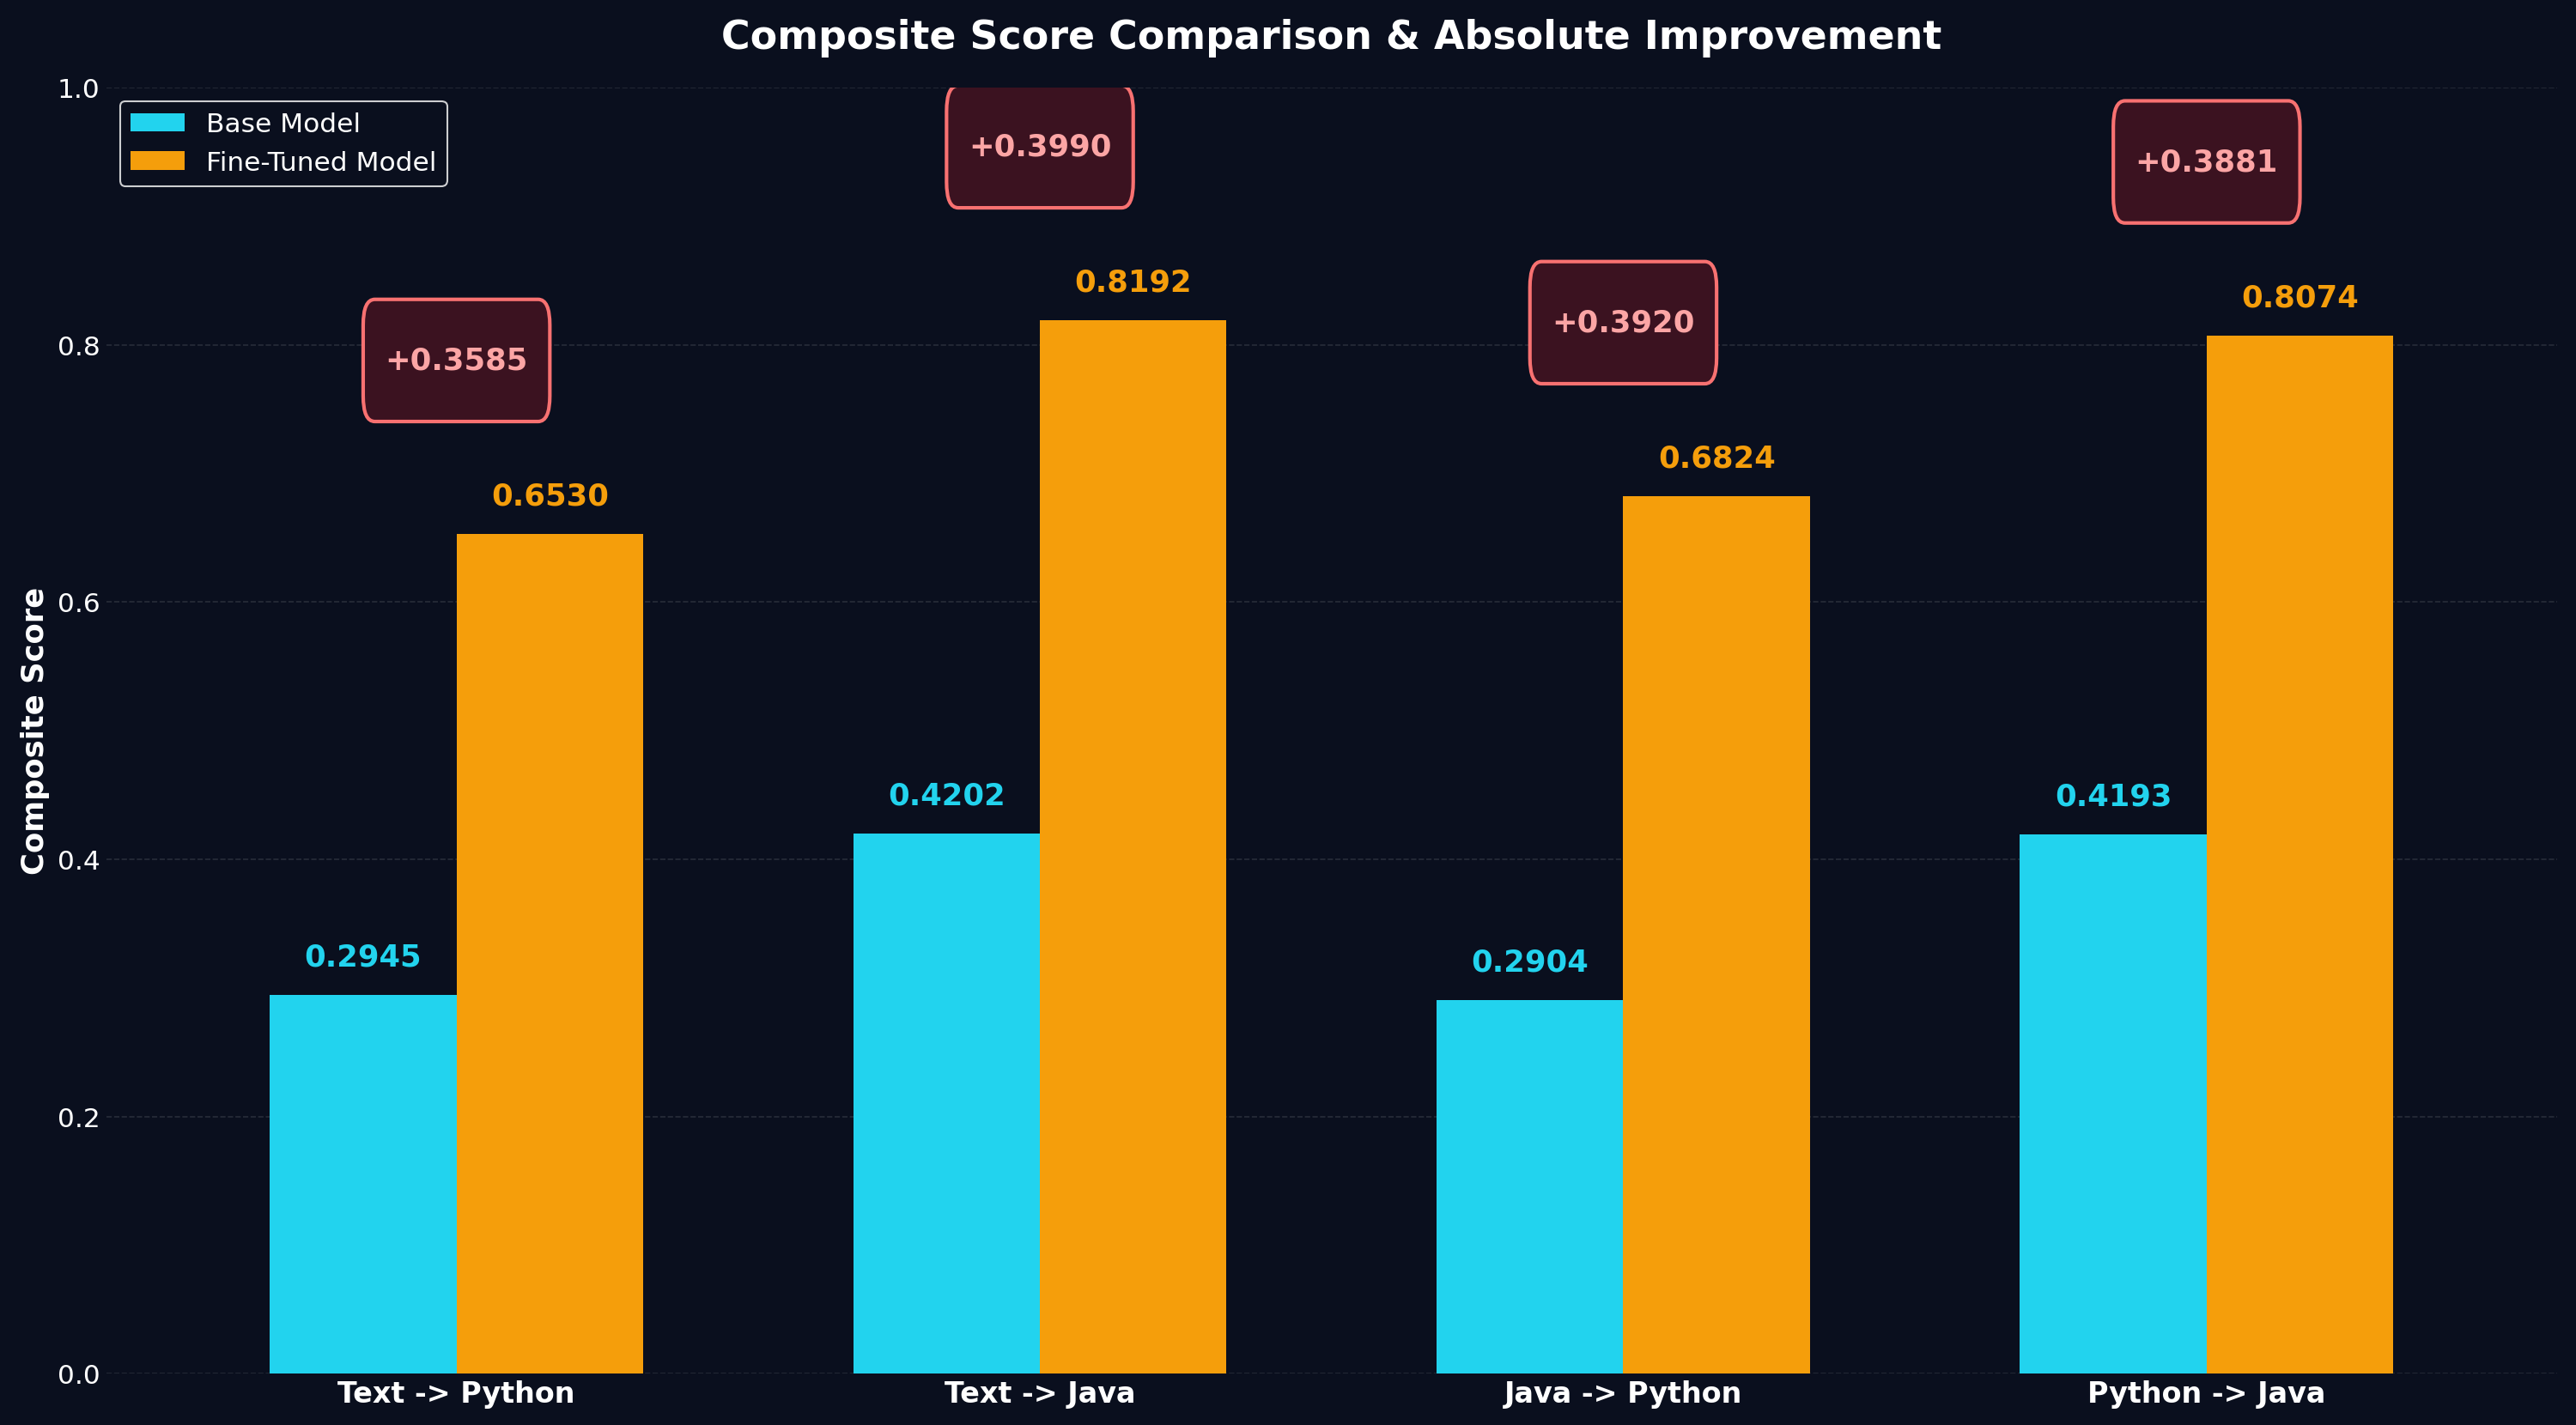 Composite Score Comparison & Absolute Improvement
Base Model
Fine-Tuned Model
Composite Score
1.0
0.8
0.6
0.4
0.2
0.0
+0.3585
+0.3990
+0.3920
+0.3881
0.2945
0.6530
0.4202
0.8192
0.2904
0.6824
0.4193
0.8074
Text -> Python
Text -> Java
Java -> Python
Python -> Java